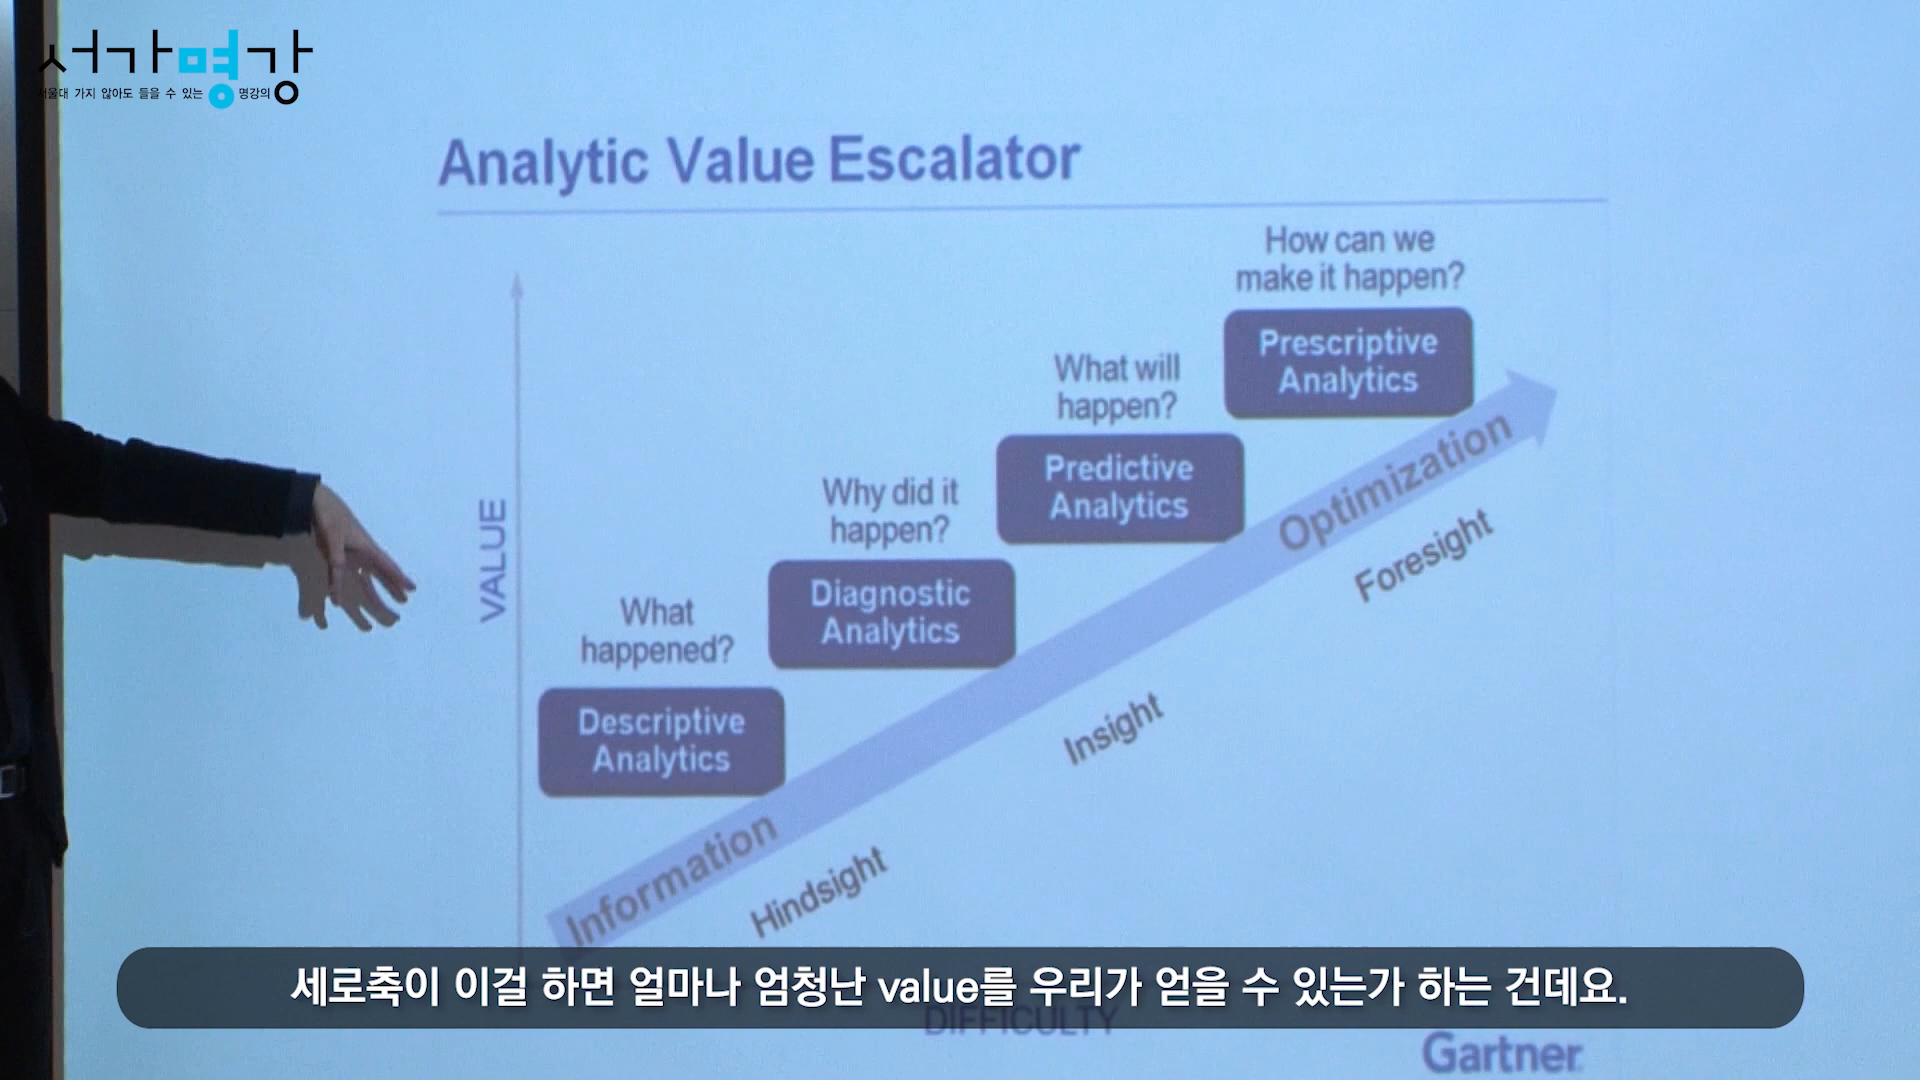 서가명강
서울대 가지 않아도 들을 수 있는 명강의
Analytic Value Escalator
How can we
make it happen?
Prescriptive
Analytics
What will
happen?
Predictive
Analytics
Why did it
happen?
Diagnostic
Analytics
What
happened?
Descriptive
Analytics
VALUE
Information
Optimization
Hindsight
Insight
Foresight
세로축이 이걸 하면 얼마나 엄청난 value를 우리가 얻을 수 있는가 하는 건데요.
DIFFICULTY
Gartner